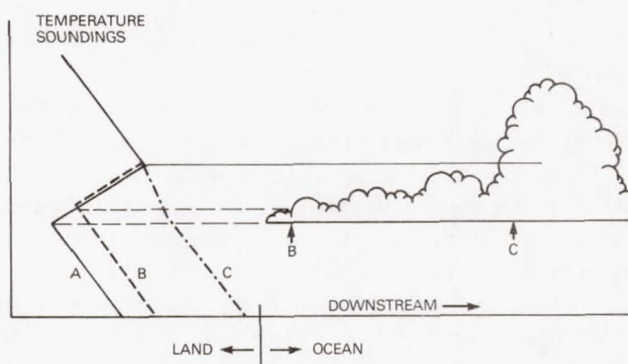 TEMPERATURE
SOUNDINGS
A
B
C
B
C
DOWNSTREAM
LAND
OCEAN